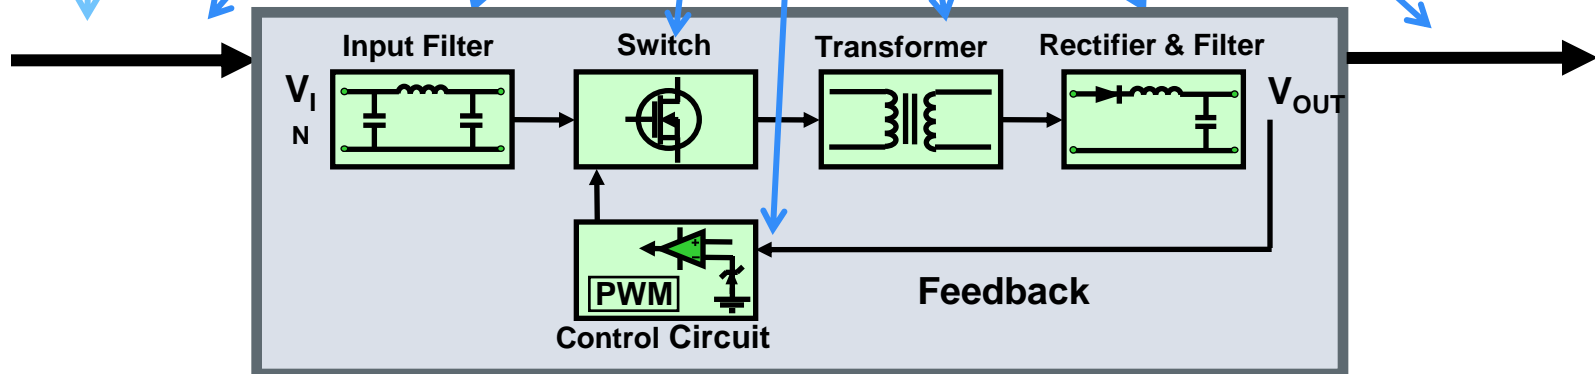 Input Filter
Switch
Transformer
Rectifier & Filter
VI
N
VOUT
+
−
PWM
Feedback
Control Circuit